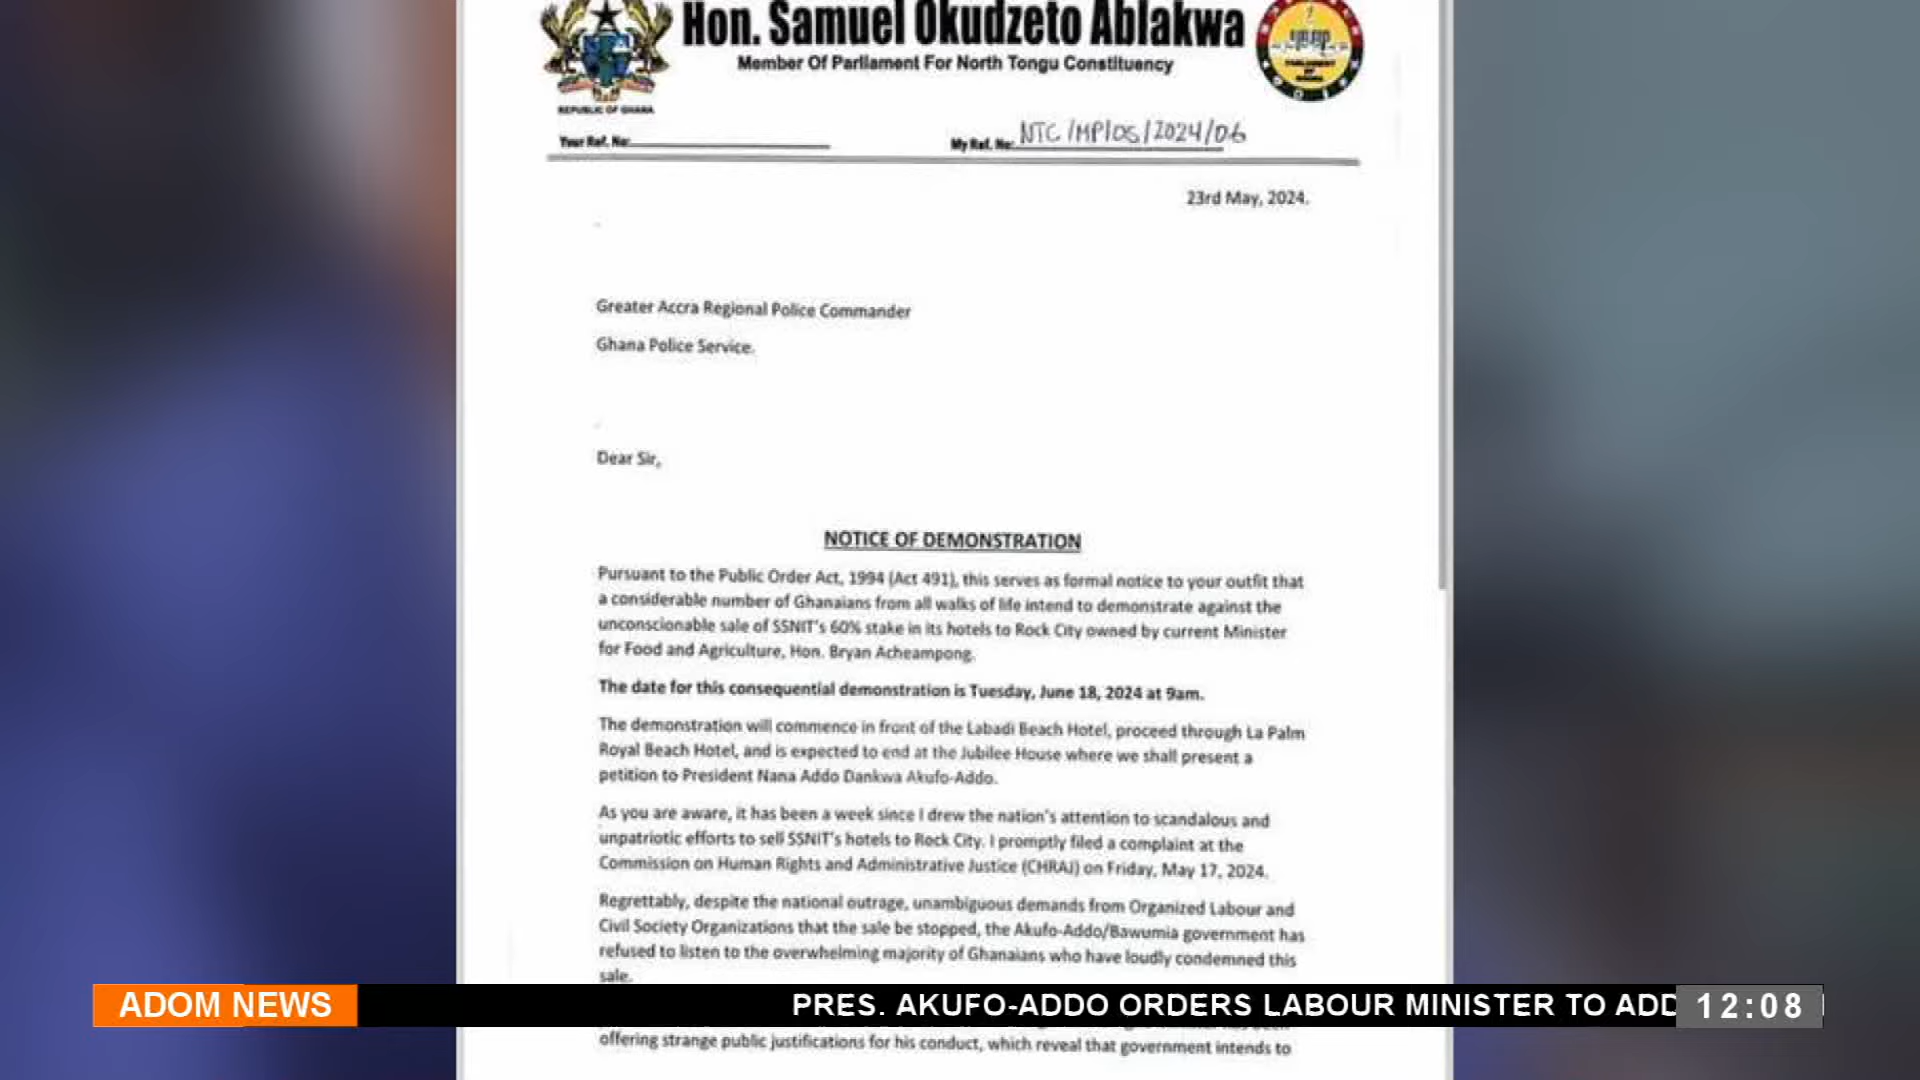 Hon. Samuel Okudzeto Ablakwa
Member Of Parliament For North Tongu Constituency
REPUBLIC OF GHANA
Your Ref. No:
My Ref. No: NTC/MP/OS/2024/06
23rd May, 2024.
Greater Accra Regional Police Commander
Ghana Police Service.
Dear Sir,
NOTICE OF DEMONSTRATION
Pursuant to the Public Order Act, 1994 (Act 491), this serves as formal notice to your outfit that
a considerable number of Ghanaians from all walks of life intend to demonstrate against the
unconscionable sale of SSNIT's 60% stake in its hotels to Rock City owned by current Minister
for Food and Agriculture, Hon. Bryan Acheampong.
The date for this consequential demonstration is Tuesday, June 18, 2024 at 9am.
The demonstration will commence in front of the Labadi Beach Hotel, proceed through La Palm
Royal Beach Hotel, and is expected to end at the Jubilee House where we shall present a
petition to President Nana Addo Dankwa Akufo-Addo.
As you are aware, it has been a week since I drew the nation's attention to scandalous and
unpatriotic efforts to sell SSNIT's hotels to Rock City. I promptly filed a complaint at the
Commission on Human Rights and Administrative Justice (CHRAJ) on Friday, May 17, 2024.
Regrettably, despite the national outrage, unambiguous demands from Organized Labour and
Civil Society Organizations that the sale be stopped, the Akufo-Addo/Bawumia government has
refused to listen to the overwhelming majority of Ghanaians who have loudly condemned this
sale.
offering strange public justifications for his conduct, which reveal that government intends to
ADOM NEWS
PRES. AKUFO-ADDO ORDERS LABOUR MINISTER TO ADD
12:08